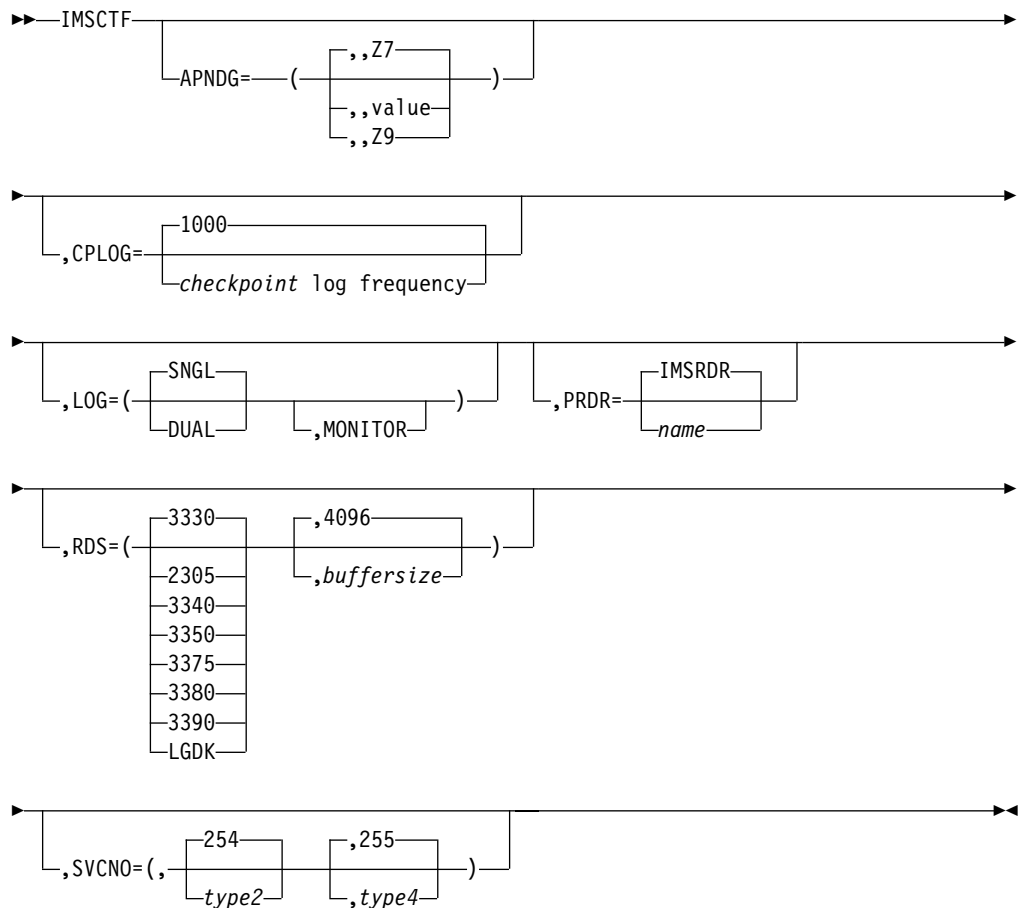 IMSCTF
,,Z7
APNDG= ( )
,,value
,,Z9
1000
,CPLOG=
checkpoint log frequency
SNGL IMSRDR
,LOG=( ) ,PRDR=
DUAL ,MONITOR name
3330 ,4096
,RDS=( )
2305 ,buffersize
3340
3350
3375
3380
3390
LGDK
254 ,255
,SVCNO=(, )
type2 ,type4